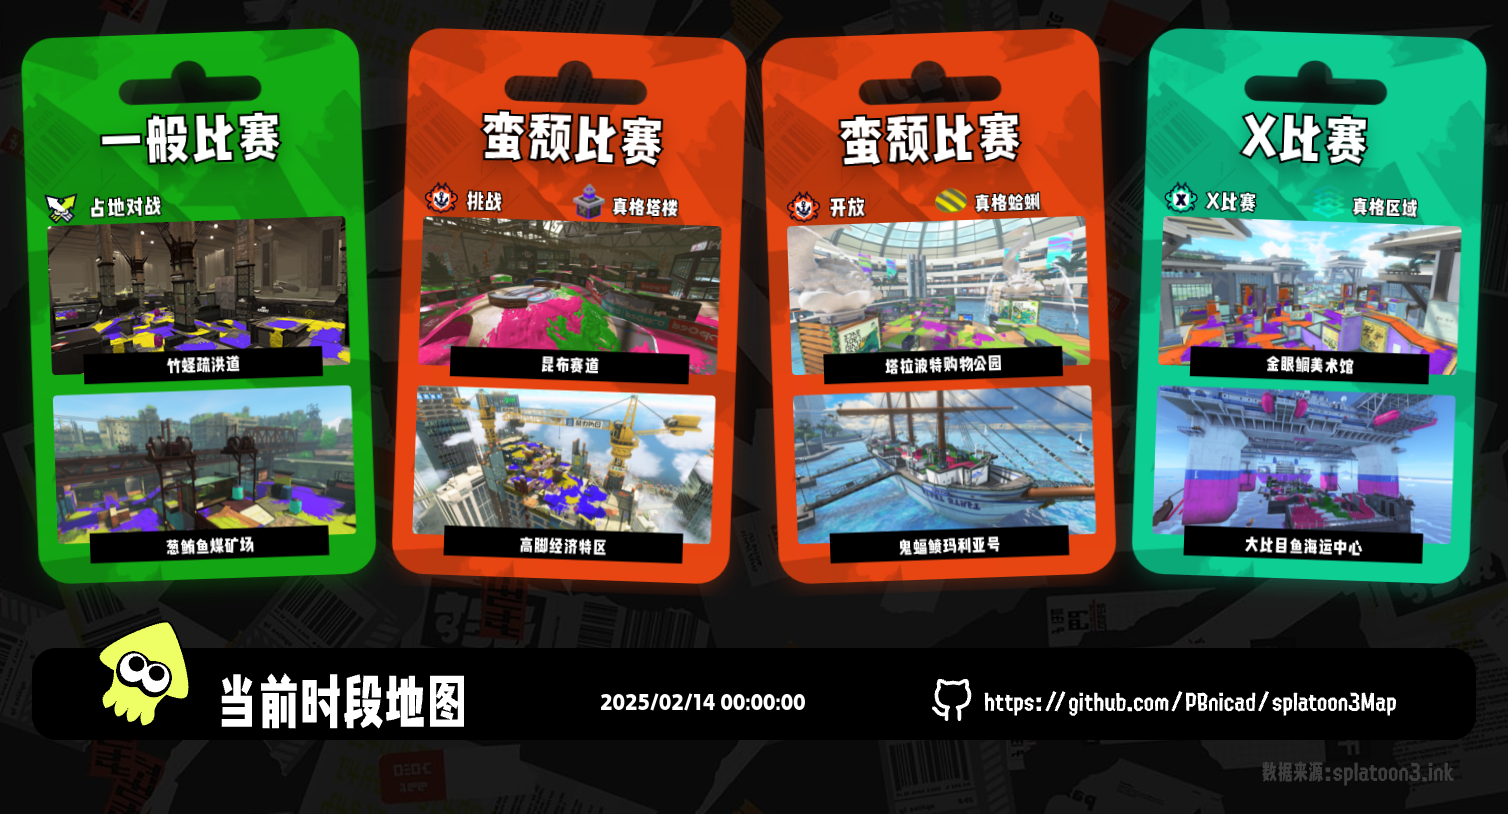 一般比赛
占地对战
竹蛏疏洪道
葱鲔鱼煤矿场
蛮颓比赛
挑战
真格塔楼
昆布赛道
高脚经济特区
蛮颓比赛
开放
真格蛤蜊
塔拉波特购物公园
鬼蝠鲼玛利亚号
X比赛
X比赛
真格区域
金眼鲷美术馆
大比目鱼海运中心
当前时段地图
2025/02/14 00:00:00
https://github.com/PBnicad/splatoon3Map
数据来源:splatoon3.ink